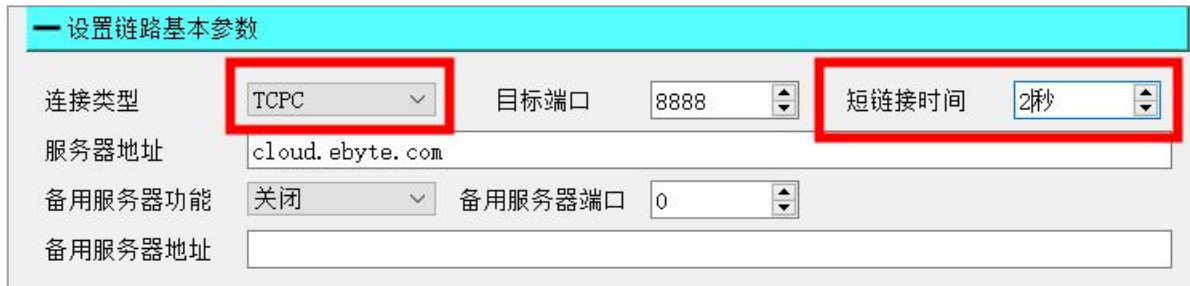 设置链路基本参数
连接类型 TCPC 目标端口 8888 短链接时间 2秒
服务器地址 cloud.ebyte.com
备用服务器功能 关闭 备用服务器端口 0
备用服务器地址